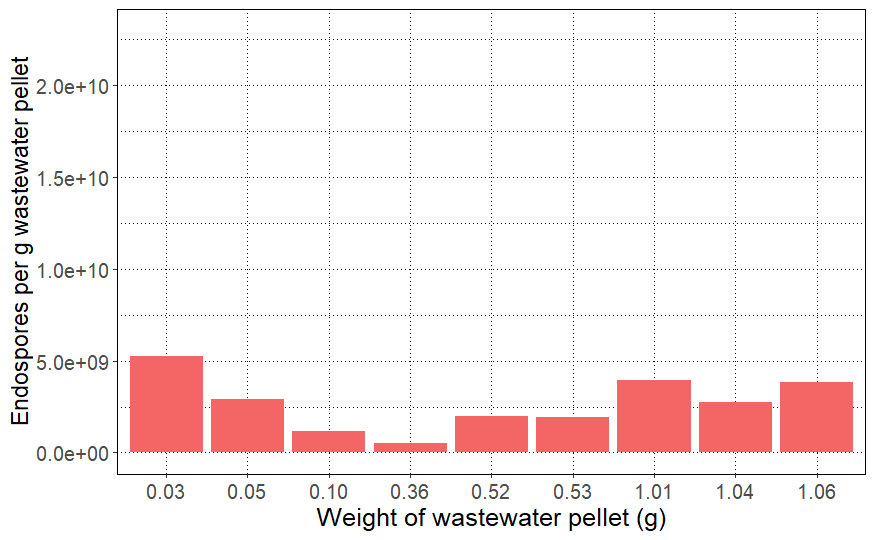 Endospores per g wastewater pellet
2.0e+10
1.5e+10
1.0e+10
5.0e+09
0.0e+00
0.03 0.05 0.10 0.36 0.52 0.53 1.01 1.04 1.06
Weight of wastewater pellet (g)